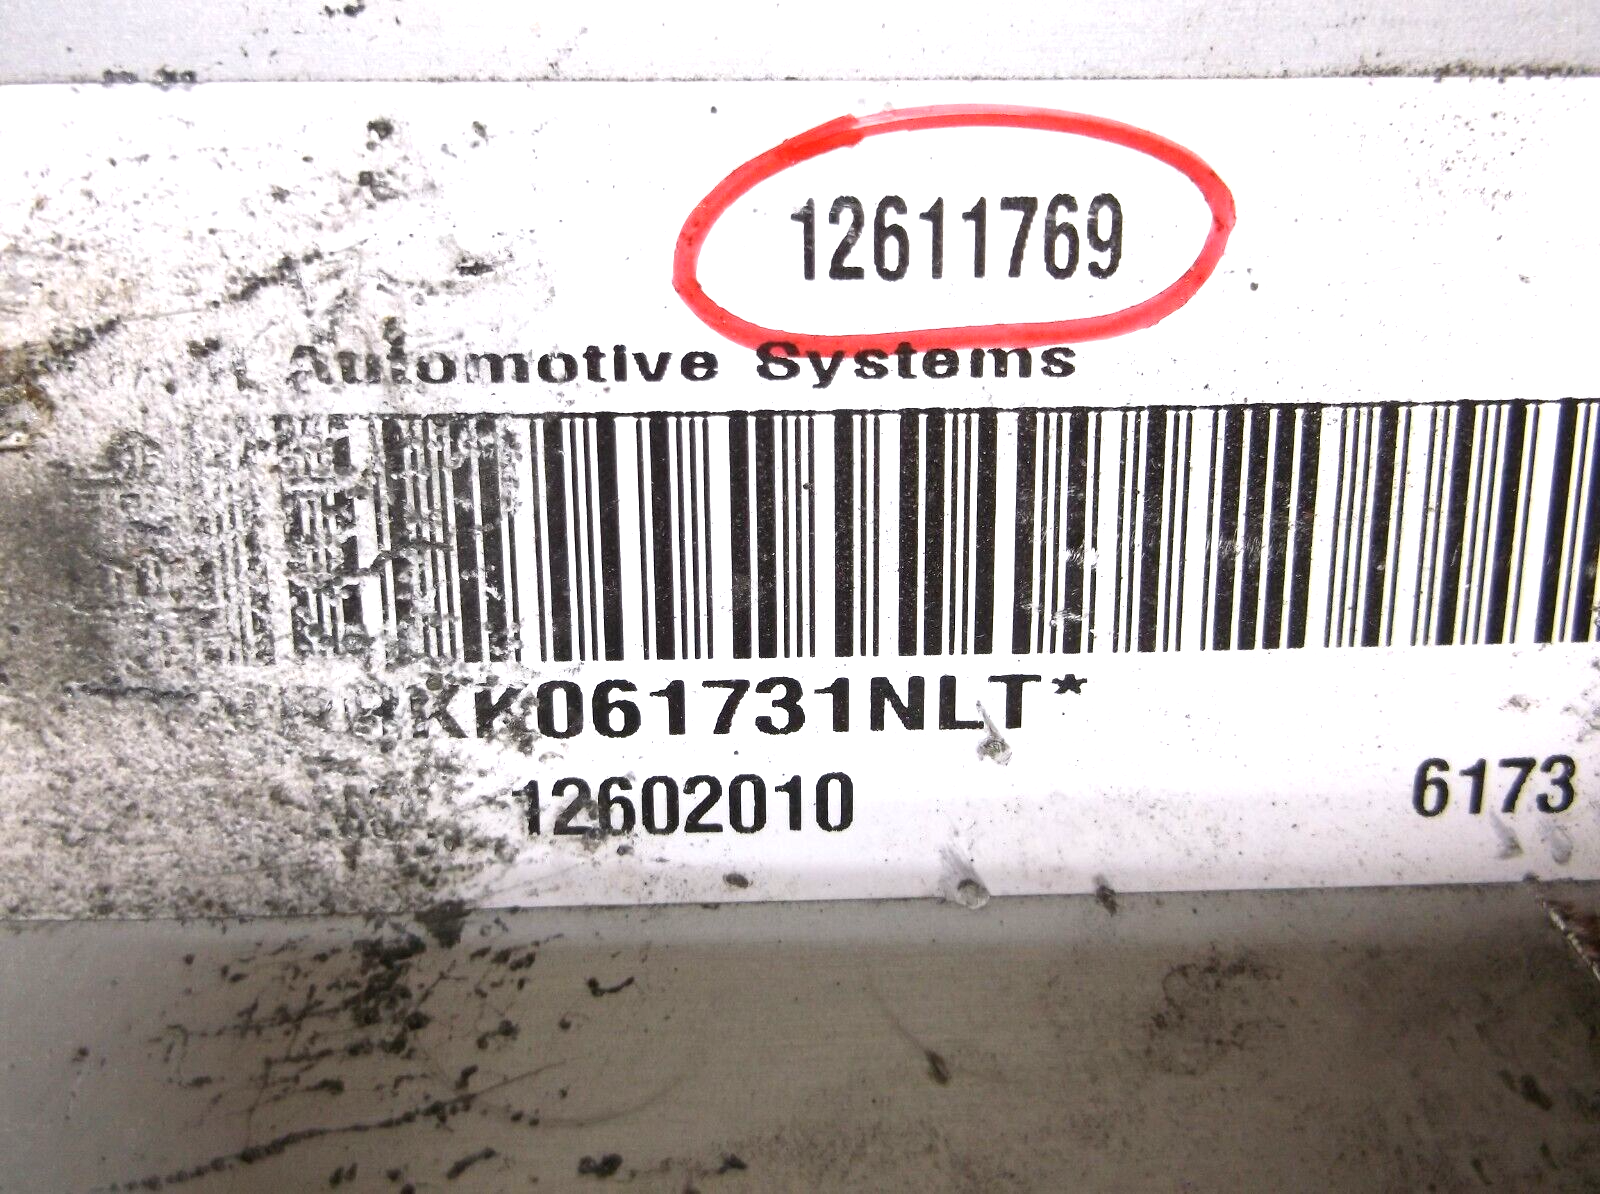 12611769
Automotive Systems
KK061731NLT*
12602010
6173